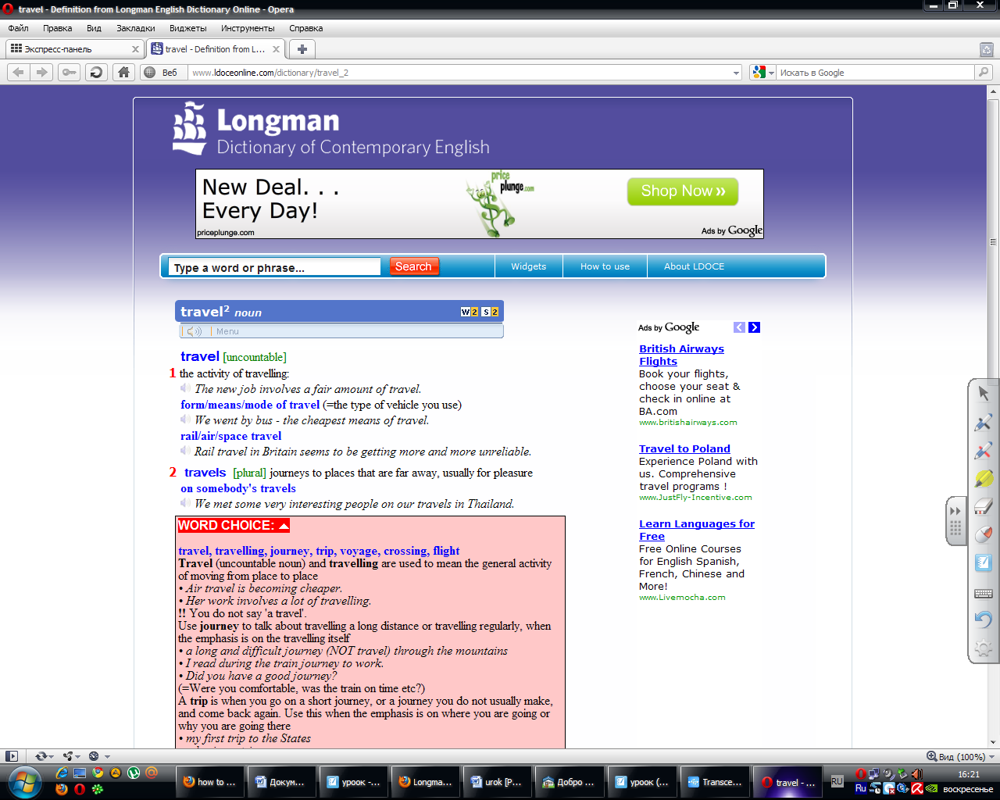 travel - Definition from Longman English Dictionary Online - Opera
Файл Правка Вид Закладки Виджеты Инструменты Справка
Экспресс-панель
travel - Definition from L...
Веб
www.ldoceonline.com/dictionary/travel_2
Искать в Google
Longman
Dictionary of Contemporary English
New Deal. . .
Every Day!
priceplunge.com
price
plunge.com
Shop Now »
Ads by Google
Type a word or phrase...
Search
Widgets
How to use
About LDOCE
travel2 noun
W 2 S 2
Menu
travel [uncountable]
1 the activity of travelling:
The new job involves a fair amount of travel.
form/means/mode of travel (=the type of vehicle you use)
We went by bus - the cheapest means of travel.
rail/air/space travel
Rail travel in Britain seems to be getting more and more unreliable.
2 travels [plural] journeys to places that are far away, usually for pleasure
on somebody's travels
We met some very interesting people on our travels in Thailand.
WORD CHOICE:
travel, travelling, journey, trip, voyage, crossing, flight
Travel (uncountable noun) and travelling are used to mean the general activity
of moving from place to place
• Air travel is becoming cheaper.
• Her work involves a lot of travelling.
!! You do not say 'a travel'.
Use journey to talk about travelling a long distance or travelling regularly, when
the emphasis is on the travelling itself
• a long and difficult journey (NOT travel) through the mountains
• I read during the train journey to work.
• Did you have a good journey?
(=Were you comfortable, was the train on time etc?)
A trip is when you go on a short journey, or a journey you do not usually make,
and come back again. Use this when the emphasis is on where you are going or
why you are going there
• my first trip to the States
Ads by Google
British Airways
Flights
Book your flights,
choose your seat &
check in online at
BA.com
www.britishairways.com
Travel to Poland
Experience Poland with
us. Comprehensive
travel programs !
www.JustFly-Incentive.com
Learn Languages for
Free
Free Online Courses
for English Spanish,
French, Chinese and
More!
www.Livemocha.com
Вид (100%)
how to ...
Докум...
уроок -...
Longma...
urok [Р...
Добро ...
уроок (...
Transce...
travel - ...
RU
Ru
16:21
воскресенье